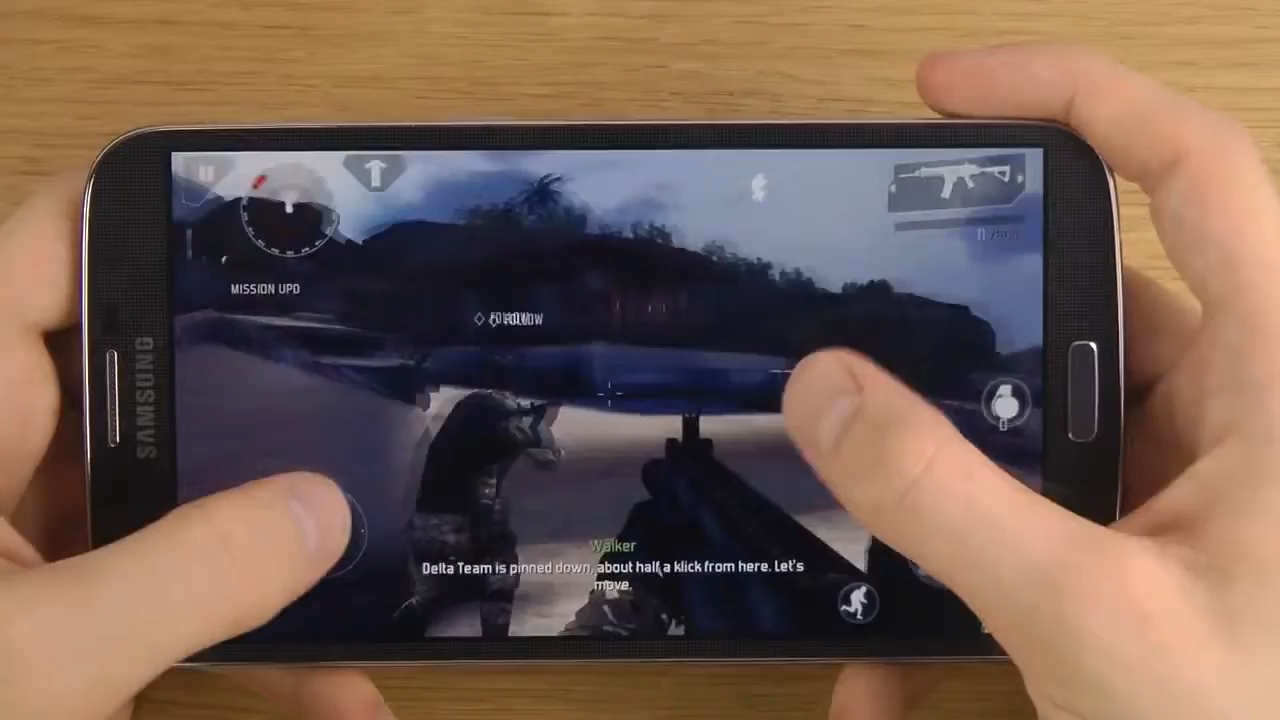 MISSION UPD
FOLLOW
Walker
Delta Team is pinned down, about half a klick from here. Let's
move.
SAMSUNG